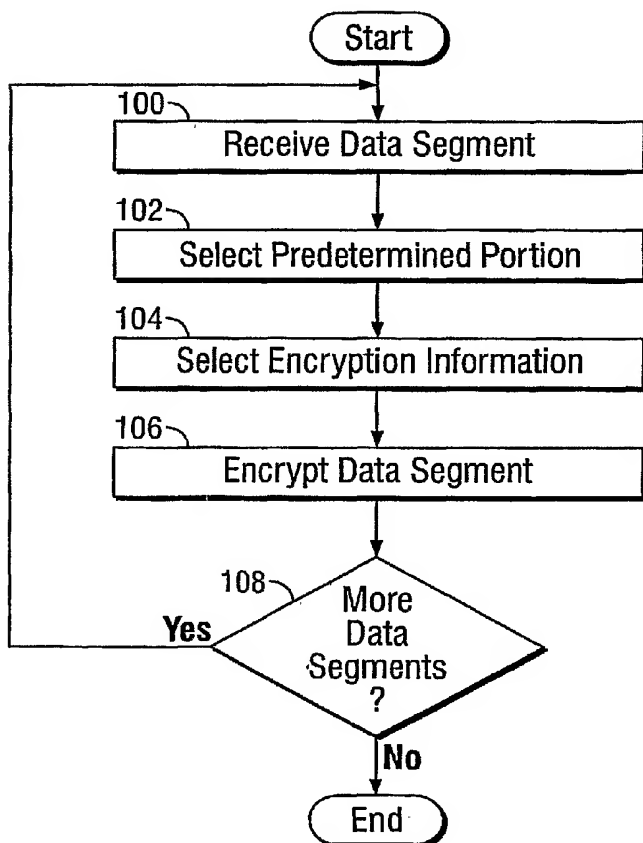 Start
100
Receive Data Segment
102
Select Predetermined Portion
104
Select Encryption Information
106
Encrypt Data Segment
108
More
Data
Segments
?
Yes
No
End